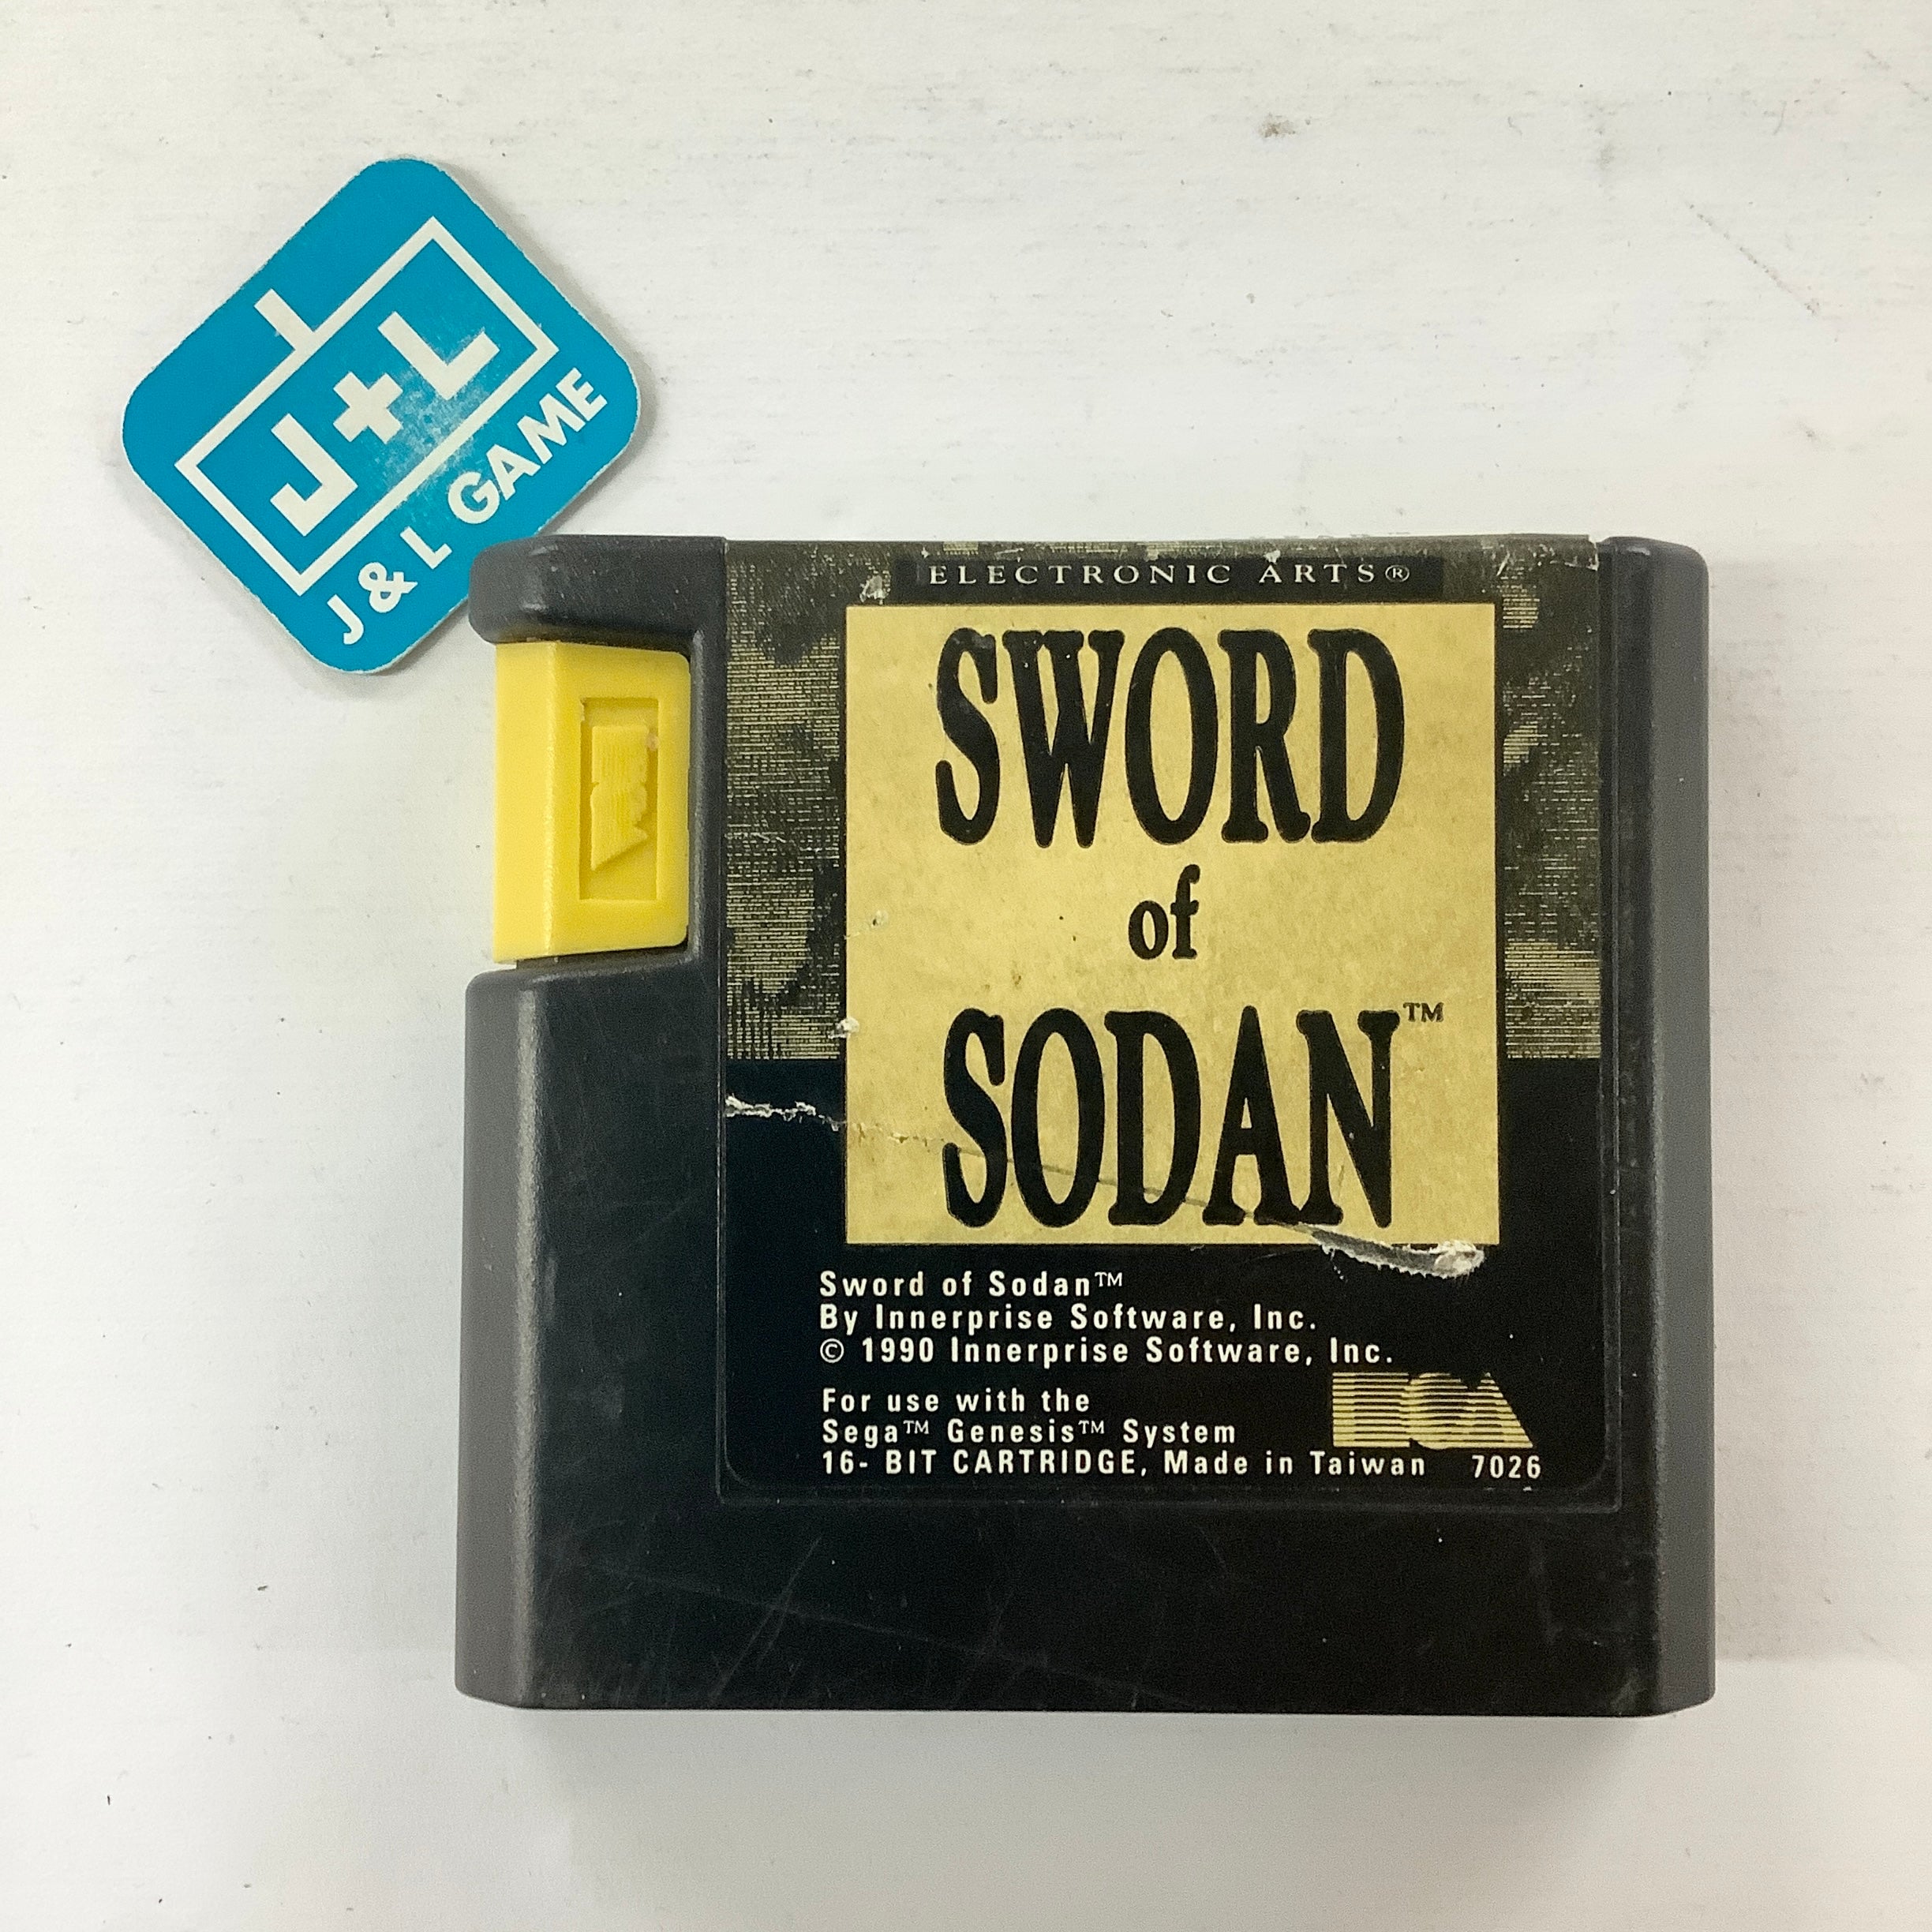 J+L
J & L GAME
ELECTRONIC ARTS®
SWORD
of
SODAN™
Sword of Sodan™
By Innerprise Software, Inc.
© 1990 Innerprise Software, Inc.
For use with the
Sega™ Genesis™ System
16- BIT CARTRIDGE, Made in Taiwan 7026
EA